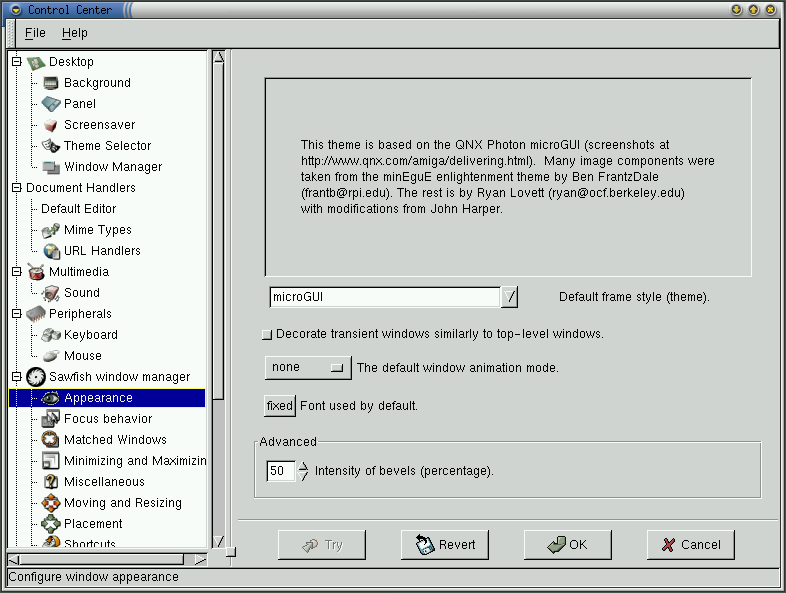 Control Center
File Help
Desktop
Background
Panel
Screensaver
Theme Selector
Window Manager
Document Handlers
Default Editor
Mime Types
URL Handlers
Multimedia
Sound
Peripherals
Keyboard
Mouse
Sawfish window manager
Appearance
Focus behavior
Matched Windows
Minimizing and Maximizin
Miscellaneous
Moving and Resizing
Placement
Shortcuts
This theme is based on the QNX Photon microGUI (screenshots at
http://www.qnx.com/amiga/delivering.html). Many image components were
taken from the minEguE enlightenment theme by Ben FrantzDale
(frantb@rpi.edu). The rest is by Ryan Lovett (ryan@ocf.berkeley.edu)
with modifications from John Harper.
microGUI Default frame style (theme).
Decorate transient windows similarly to top-level windows.
none The default window animation mode.
fixed Font used by default.
Advanced
50 Intensity of bevels (percentage).
Try Revert OK Cancel
Configure window appearance